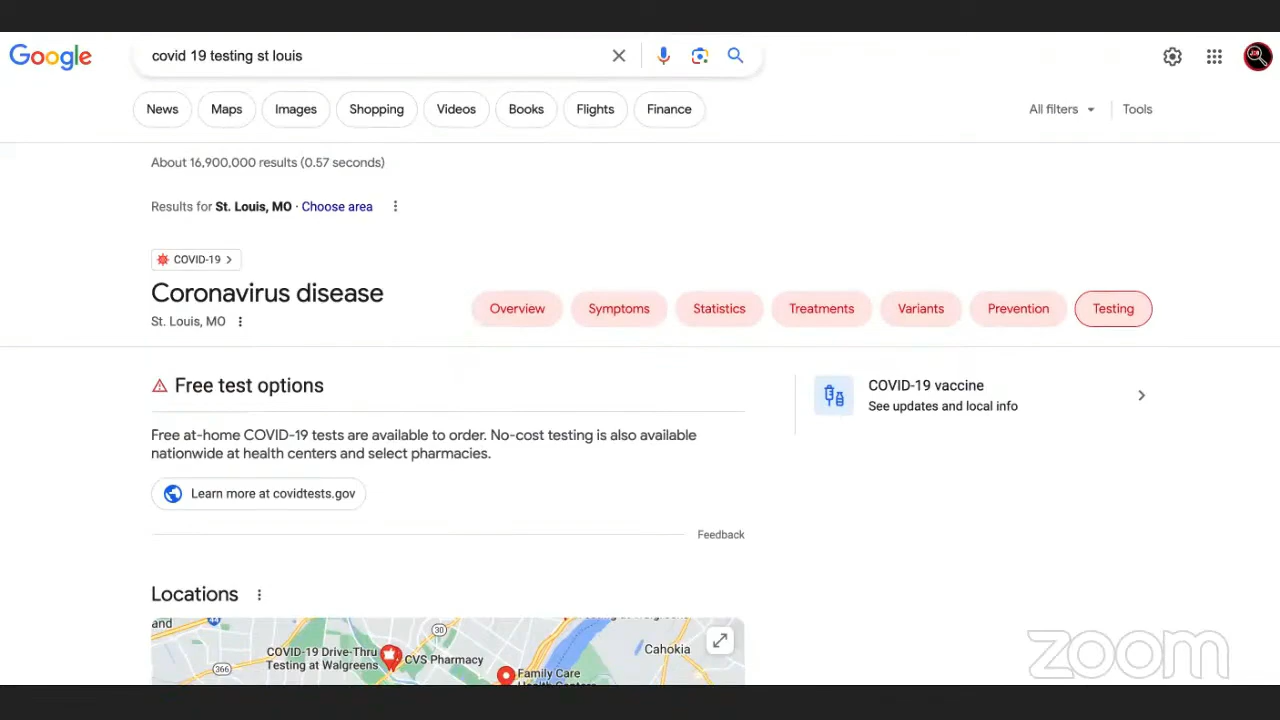 Google
covid 19 testing st louis
News
Maps
Images
Shopping
Videos
Books
Flights
Finance
All filters
Tools
About 16,900,000 results (0.57 seconds)
Results for St. Louis, MO · Choose area
COVID-19
Coronavirus disease
St. Louis, MO
Overview
Symptoms
Statistics
Treatments
Variants
Prevention
Testing
Free test options
Free at-home COVID-19 tests are available to order. No-cost testing is also available
nationwide at health centers and select pharmacies.
Learn more at covidtests.gov
Feedback
COVID-19 vaccine
See updates and local info
Locations
and
30
COVID-19 Drive-Thru
Testing at Walgreens
CVS Pharmacy
366
Family Care
Cahokia
zoom